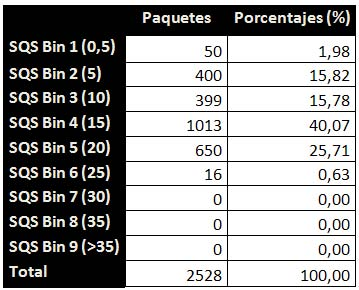 Paquetes Porcentajes (%)
SQS Bin 1 (0,5) 50 1,98
SQS Bin 2 (5) 400 15,82
SQS Bin 3 (10) 399 15,78
SQS Bin 4 (15) 1013 40,07
SQS Bin 5 (20) 650 25,71
SQS Bin 6 (25) 16 0,63
SQS Bin 7 (30) 0 0,00
SQS Bin 8 (35) 0 0,00
SQS Bin 9 (>35) 0 0,00
Total 2528 100,00